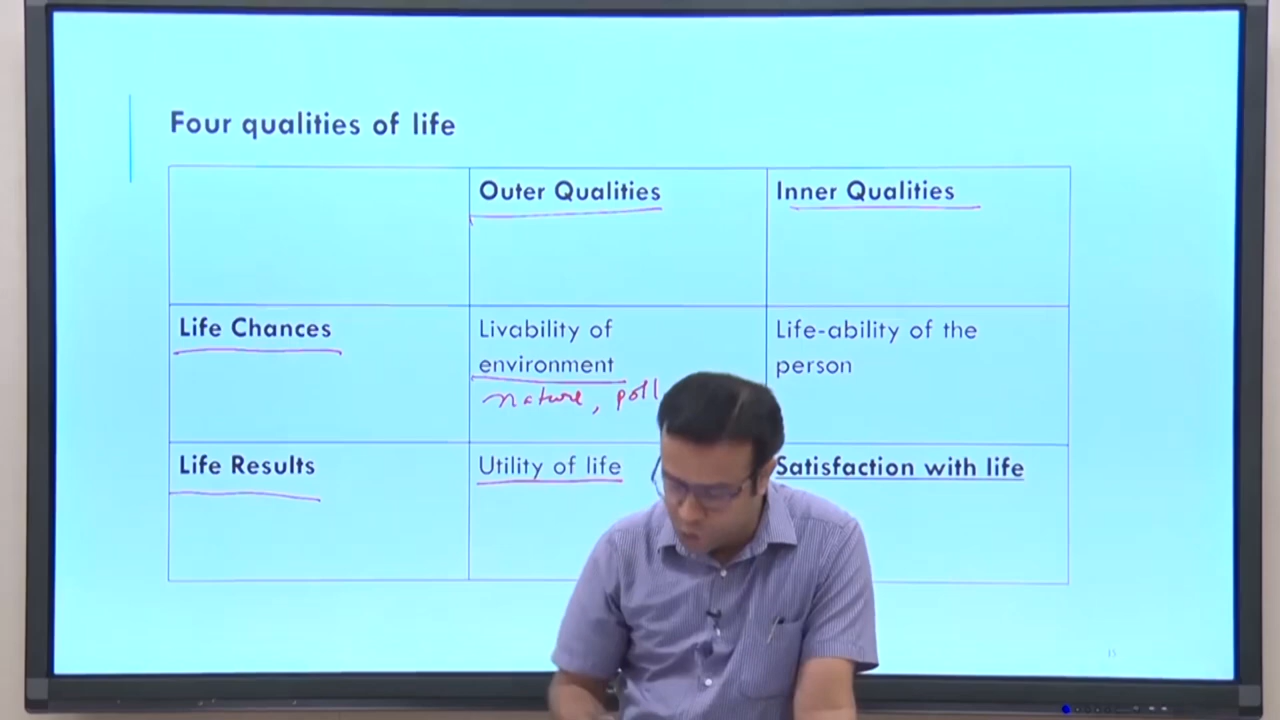 Four qualities of life
Outer Qualities
Inner Qualities
Life Chances
Livability of
environment
nature, poll
Life-ability of the
person
Life Results
Utility of life
Satisfaction with life
15